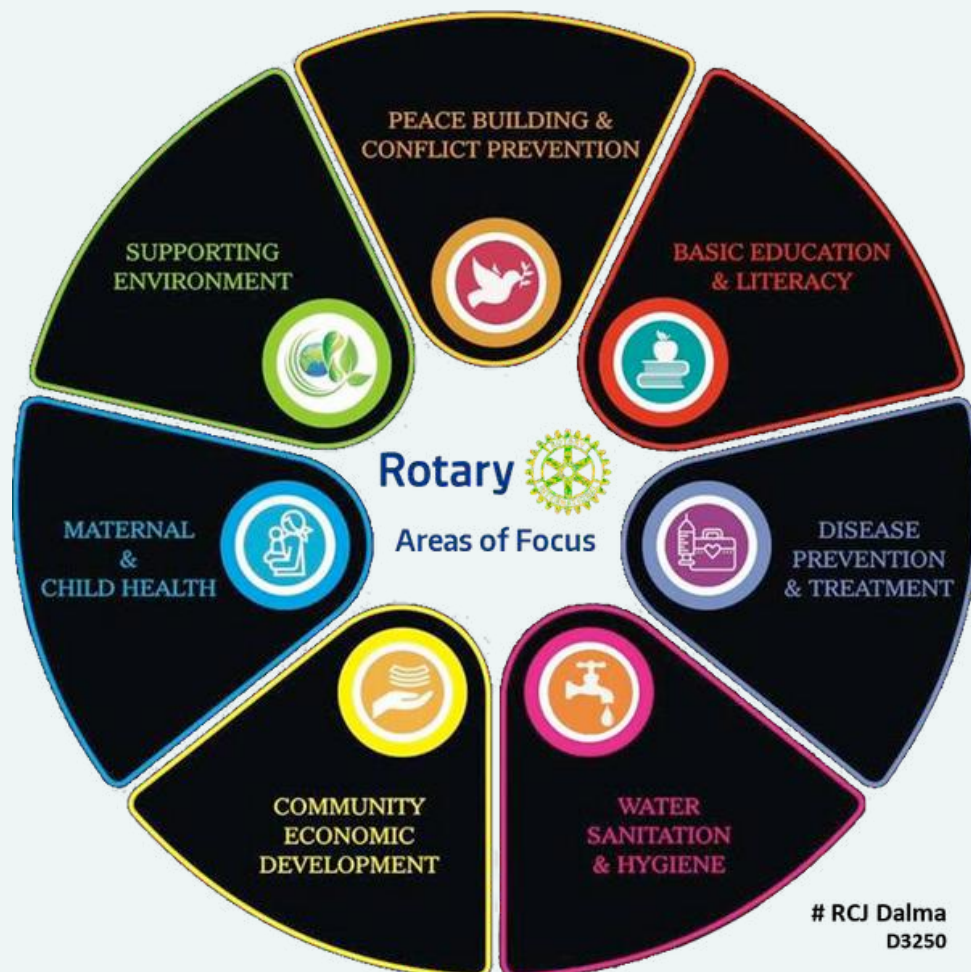 PEACE BUILDING &
CONFLICT PREVENTION
BASIC EDUCATION
& LITERACY
DISEASE
PREVENTION
& TREATMENT
WATER
SANITATION
& HYGIENE
COMMUNITY
ECONOMIC
DEVELOPMENT
MATERNAL
&
CHILD HEALTH
SUPPORTING
ENVIRONMENT
Rotary
Areas of Focus
# RCJ Dalma
D3250